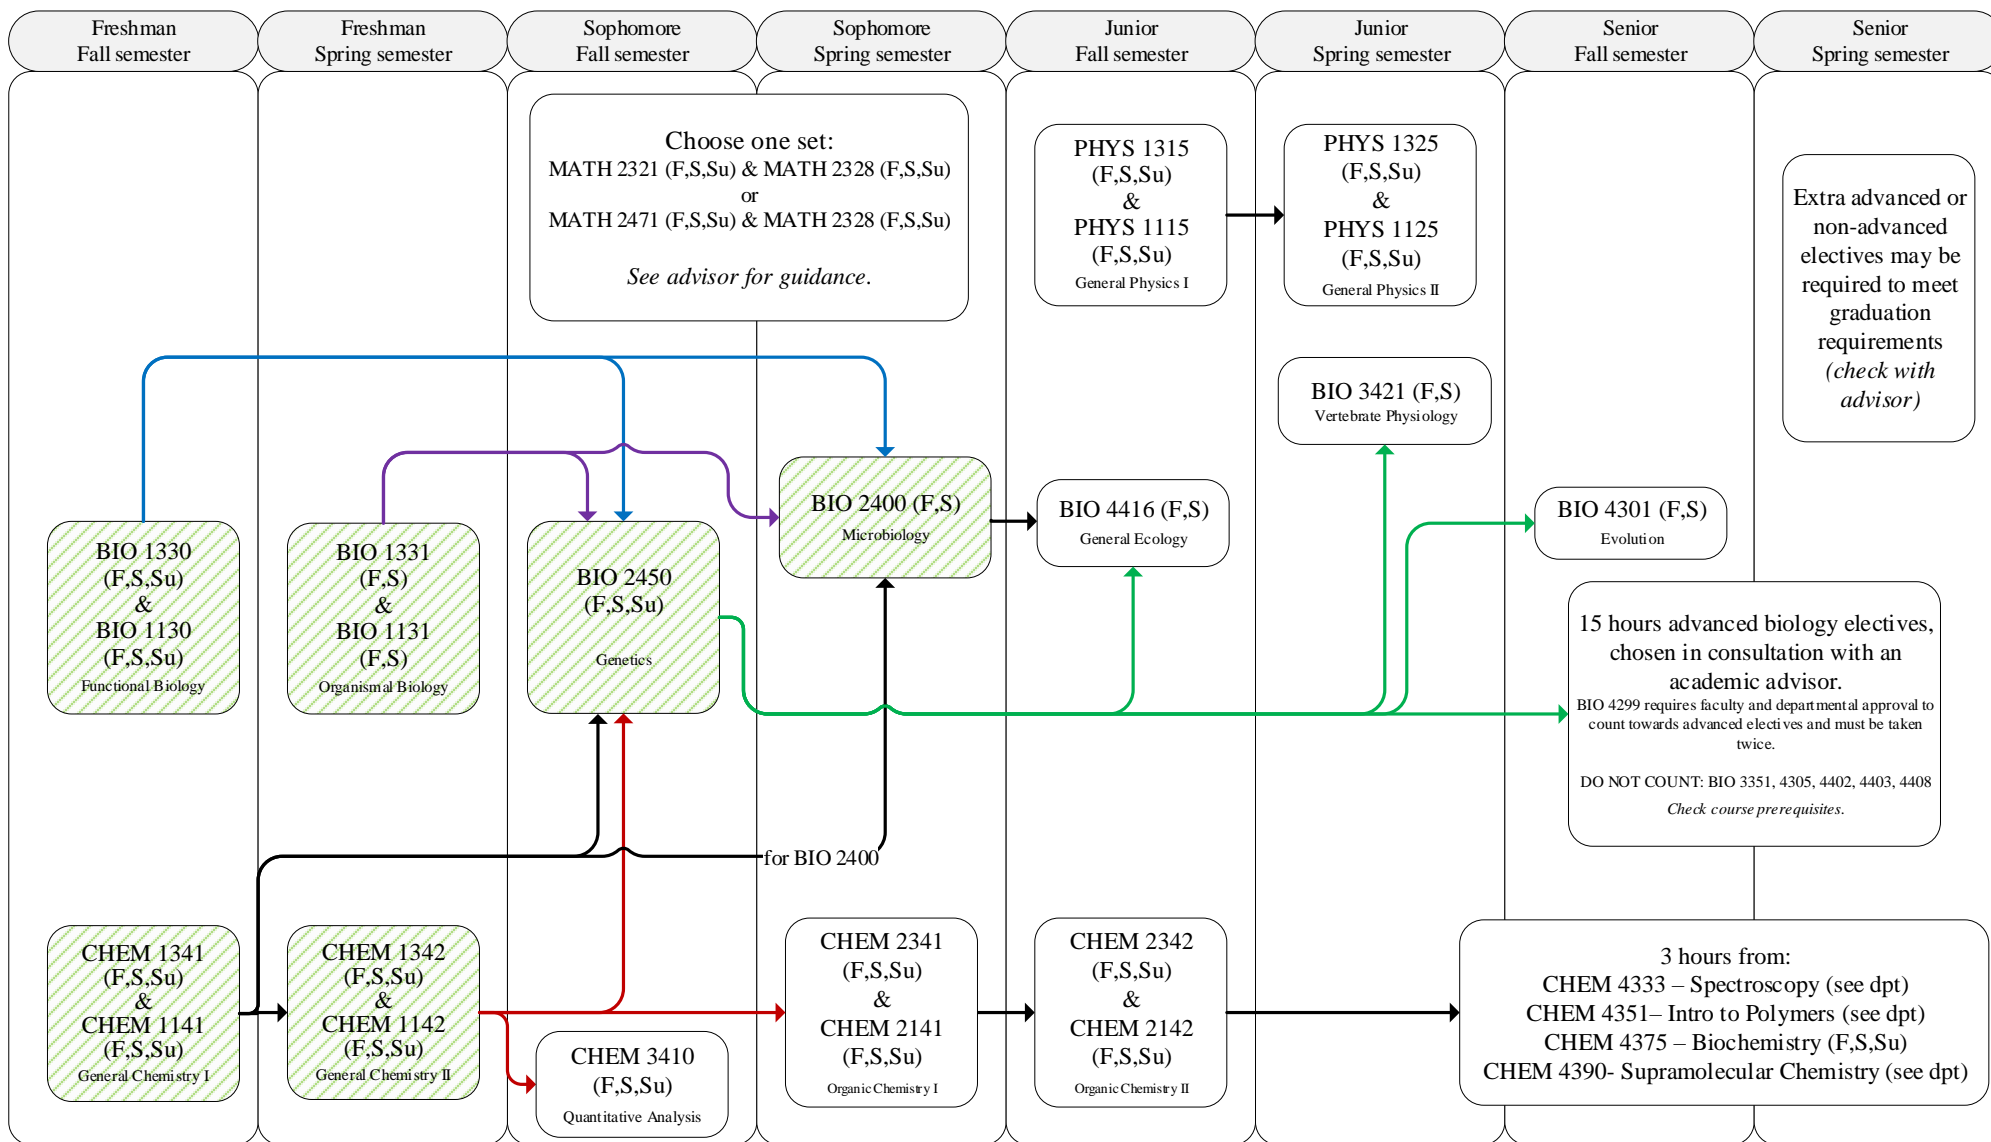 Freshman
Fall semester
Freshman
Spring semester
Sophomore
Fall semester
Sophomore
Spring semester
Junior
Fall semester
Junior
Spring semester
Senior
Fall semester
Senior
Spring semester
Choose one set:
MATH 2321 (F,S,Su) & MATH 2328 (F,S,Su)
or
MATH 2471 (F,S,Su) & MATH 2328 (F,S,Su)
See advisor for guidance.
PHYS 1315
(F,S,Su)
&
PHYS 1115
(F,S,Su)
General Physics I
PHYS 1325
(F,S,Su)
&
PHYS 1125
(F,S,Su)
General Physics II
Extra advanced or
non-advanced
electives may be
required to meet
graduation
requirements
(check with
advisor)
BIO 3421 (F,S)
Vertebrate Physiology
BIO 1330
(F,S,Su)
&
BIO 1130
(F,S,Su)
Functional Biology
BIO 1331
(F,S)
&
BIO 1131
(F,S)
Organismal Biology
BIO 2450
(F,S,Su)
Genetics
BIO 2400 (F,S)
Microbiology
BIO 4416 (F,S)
General Ecology
BIO 4301 (F,S)
Evolution
15 hours advanced biology electives,
chosen in consultation with an
academic advisor.
BIO 4299 requires faculty and departmental approval to
count towards advanced electives and must be taken
twice.
DO NOT COUNT: BIO 3351, 4305, 4402, 4403, 4408
Check course prerequisites.
for BIO 2400
CHEM 1341
(F,S,Su)
&
CHEM 1141
(F,S,Su)
General Chemistry I
CHEM 1342
(F,S,Su)
&
CHEM 1142
(F,S,Su)
General Chemistry II
CHEM 3410
(F,S,Su)
Quantitative Analysis
CHEM 2341
(F,S,Su)
&
CHEM 2141
(F,S,Su)
Organic Chemistry I
CHEM 2342
(F,S,Su)
&
CHEM 2142
(F,S,Su)
Organic Chemistry II
3 hours from:
CHEM 4333 – Spectroscopy (see dpt)
CHEM 4351– Intro to Polymers (see dpt)
CHEM 4375 – Biochemistry (F,S,Su)
CHEM 4390- Supramolecular Chemistry (see dpt)